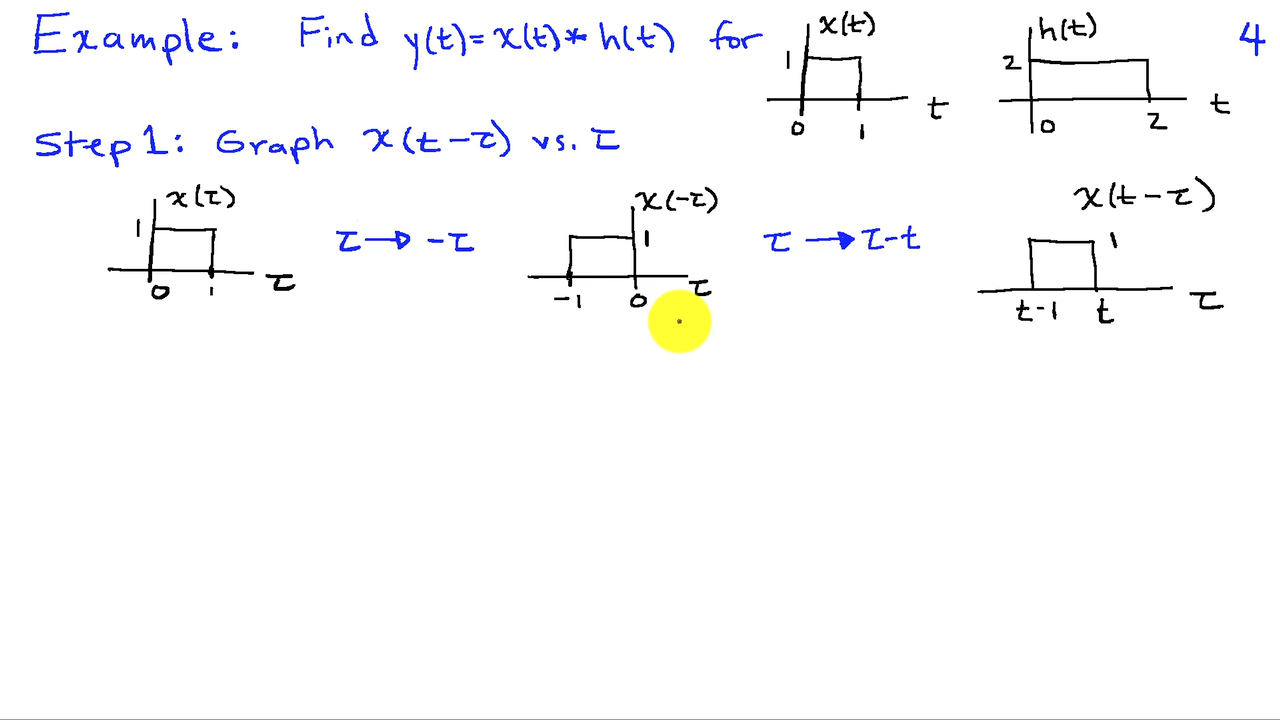 Example: Find y(t)=x(t)*h(t) for
x(t)
1
0 1
t
h(t)
2
0 2
t
4
Step 1: Graph x(t-τ) vs. τ
x(τ)
1
0 1
τ
τ → -τ
x(-τ)
1
-1 0
τ
τ → τ-t
x(t-τ)
1
t-1 t
τ